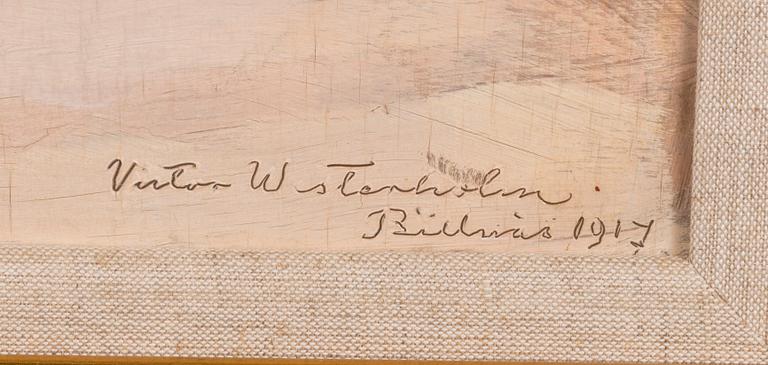 Victor Westerholm.
Billnäs 1917